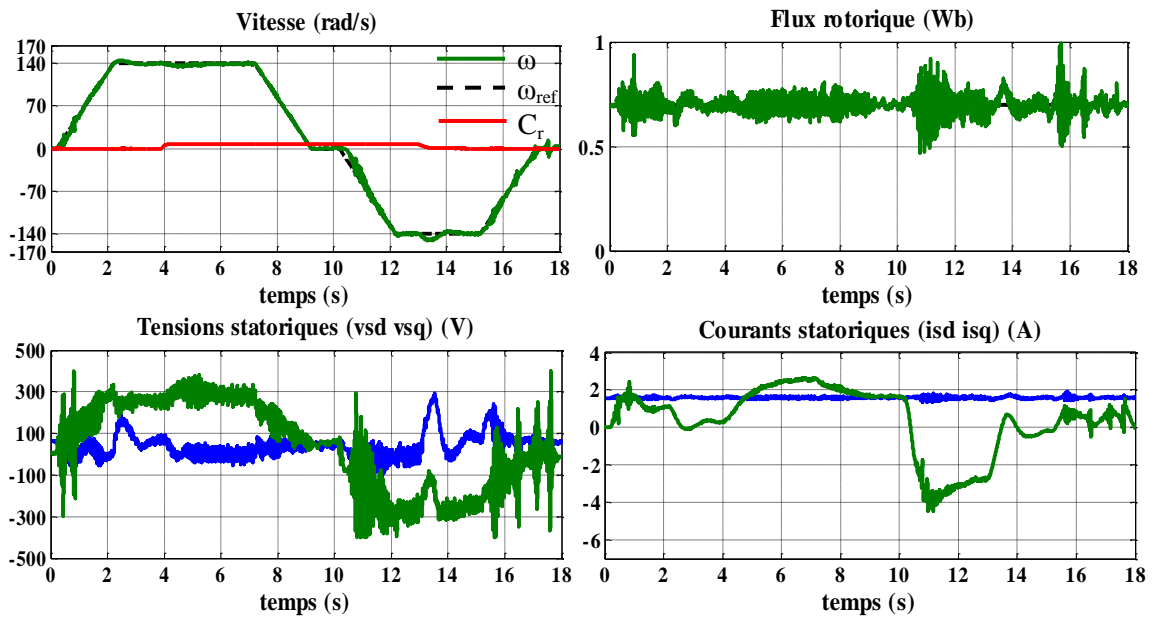 Vitesse (rad/s)
170
140
70
0
-70
-140
-170
ω
ωref
Cr
0 2 4 6 8 10 12 14 16 18
temps (s)
Flux rotorique (Wb)
1
0.5
0
0 2 4 6 8 10 12 14 16 18
temps (s)
Tensions statoriques (vsd vsq) (V)
500
300
100
-100
-300
-500
0 2 4 6 8 10 12 14 16 18
temps (s)
Courants statoriques (isd isq) (A)
4
2
0
-2
-4
-6
0 2 4 6 8 10 12 14 16 18
temps (s)